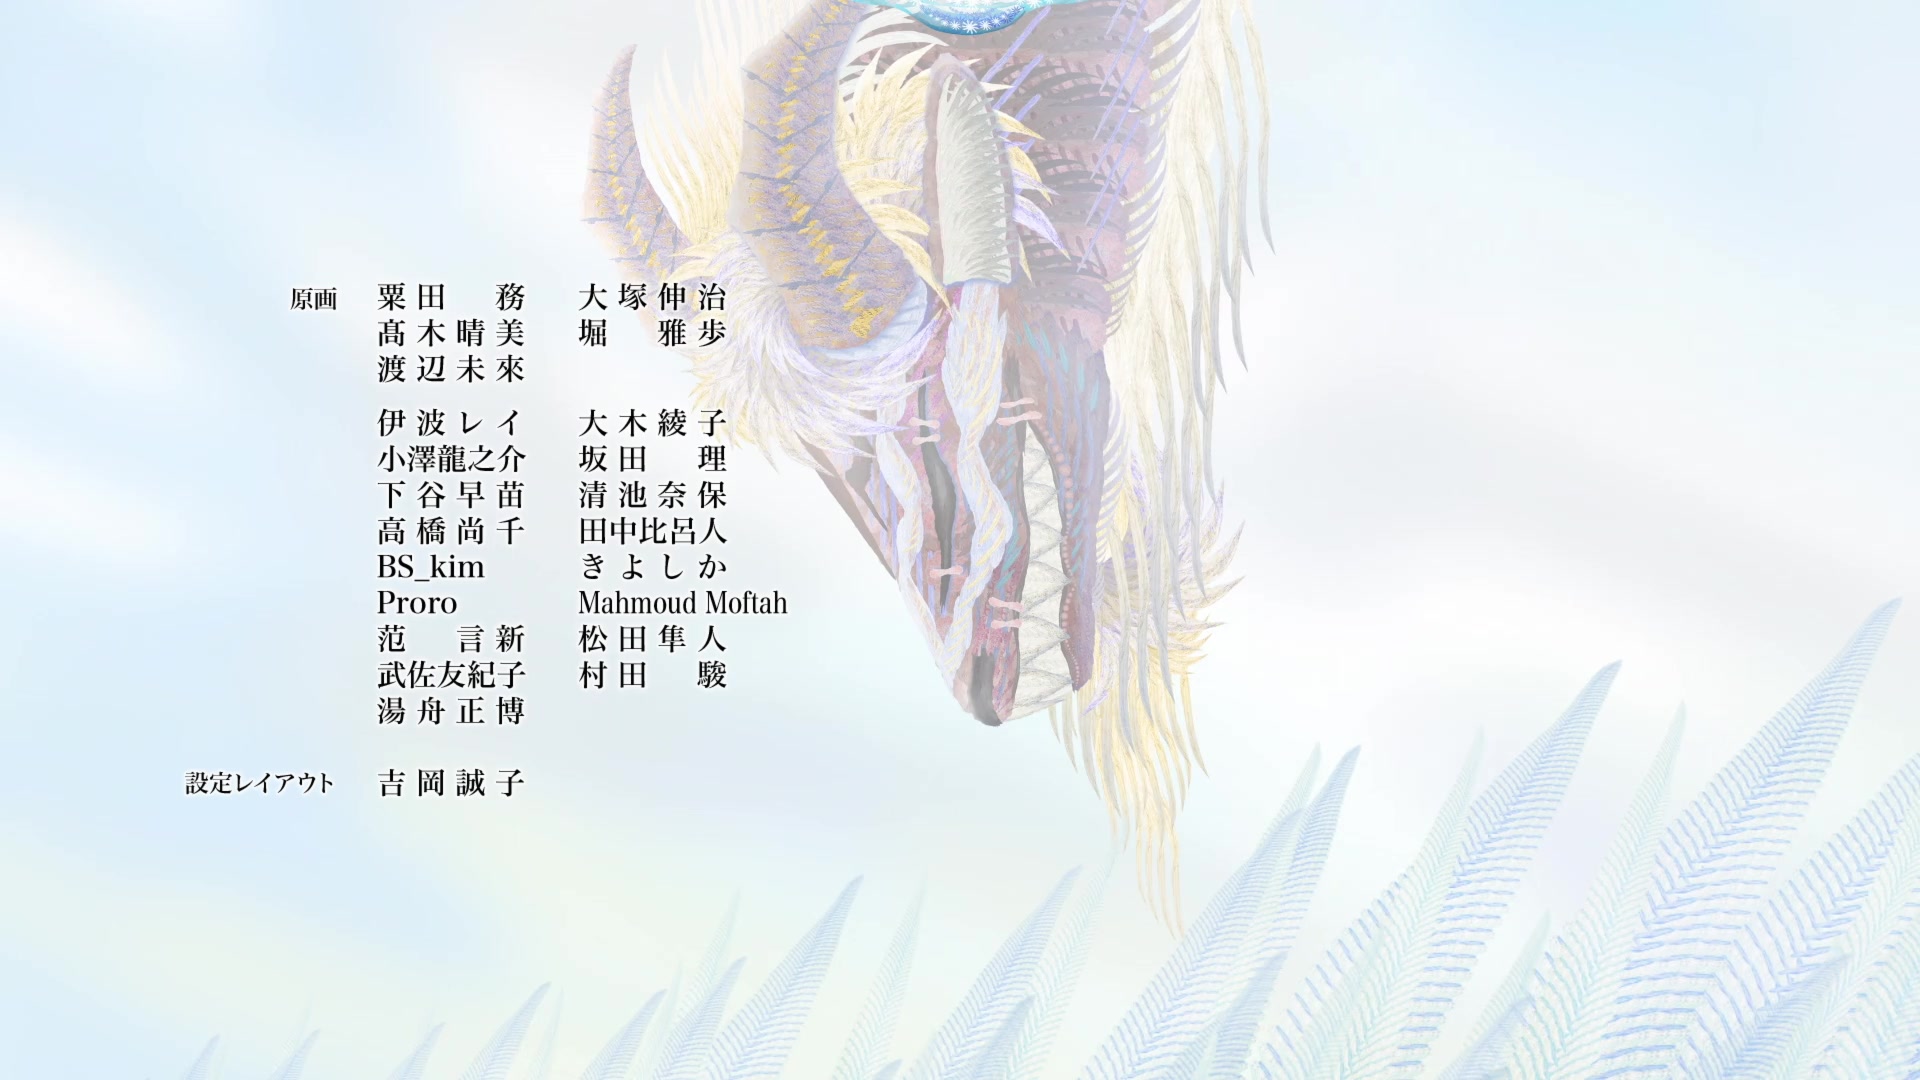 原画 粟田 務 大塚伸治
髙木晴美 堀 雅歩
渡辺未來
伊波レイ 大木綾子
小澤龍之介 坂田 理
下谷早苗 清池奈保
高橋尚千 田中比呂人
BS_kim きよしか
Proro Mahmoud Moftah
范 言新 松田隼人
武佐友紀子 村田 駿
湯舟正博
設定レイアウト 吉岡誠子